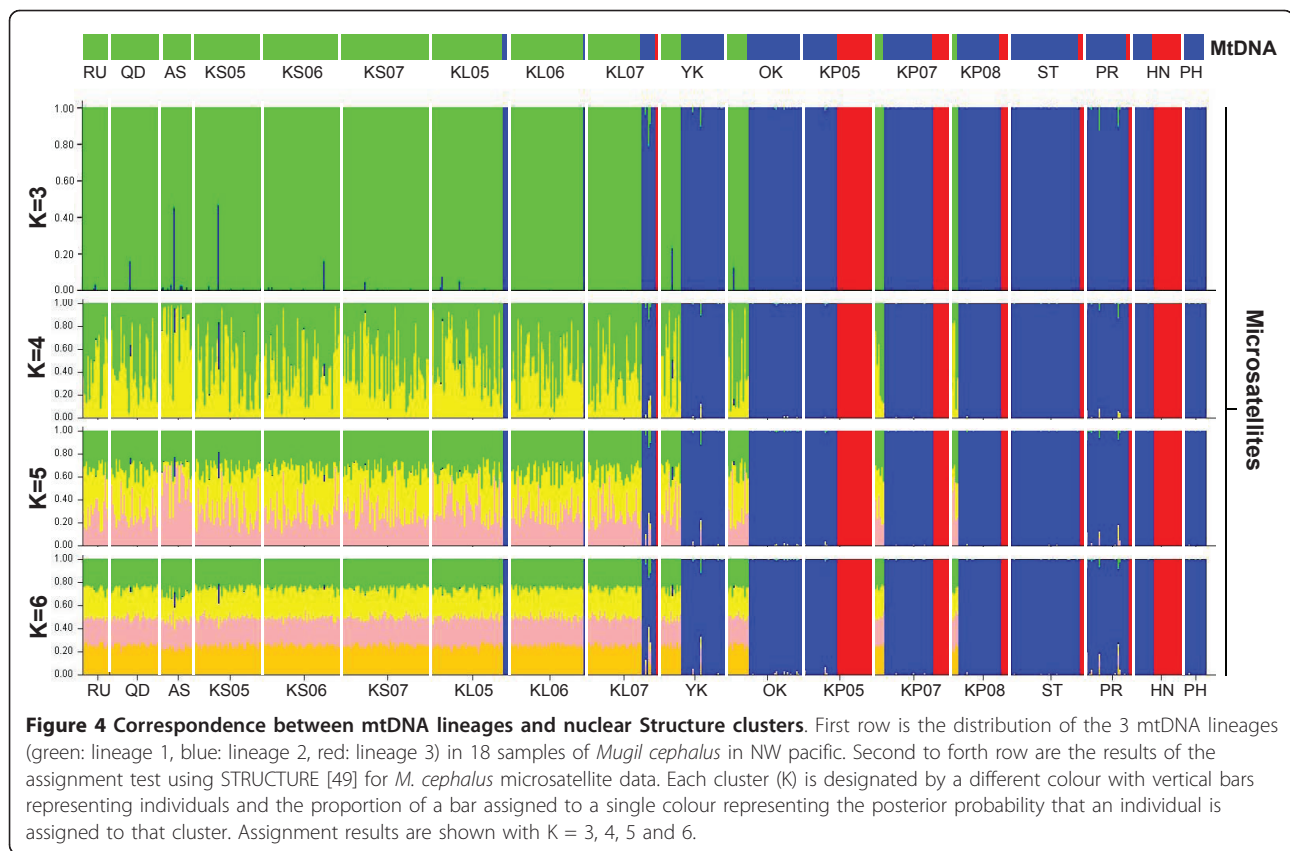 MtDNA
RU QD AS KS05 KS06 KS07 KL05 KL06 KL07 YK OK KP05 KP07 KP08 ST PR HN PH
K=3
1.00
0.80
0.60
0.40
0.20
0.00
K=4
1.00
0.80
0.60
0.40
0.20
0.00
K=5
1.00
0.80
0.60
0.40
0.20
0.00
K=6
1.00
0.80
0.60
0.40
0.20
0.00
Microsatellites
RU QD AS KS05 KS06 KS07 KL05 KL06 KL07 YK OK KP05 KP07 KP08 ST PR HN PH
Figure 4 Correspondence between mtDNA lineages and nuclear Structure clusters. First row is the distribution of the 3 mtDNA lineages
(green: lineage 1, blue: lineage 2, red: lineage 3) in 18 samples of Mugil cephalus in NW pacific. Second to forth row are the results of the
assignment test using STRUCTURE [49] for M. cephalus microsatellite data. Each cluster (K) is designated by a different colour with vertical bars
representing individuals and the proportion of a bar assigned to a single colour representing the posterior probability that an individual is
assigned to that cluster. Assignment results are shown with K = 3, 4, 5 and 6.